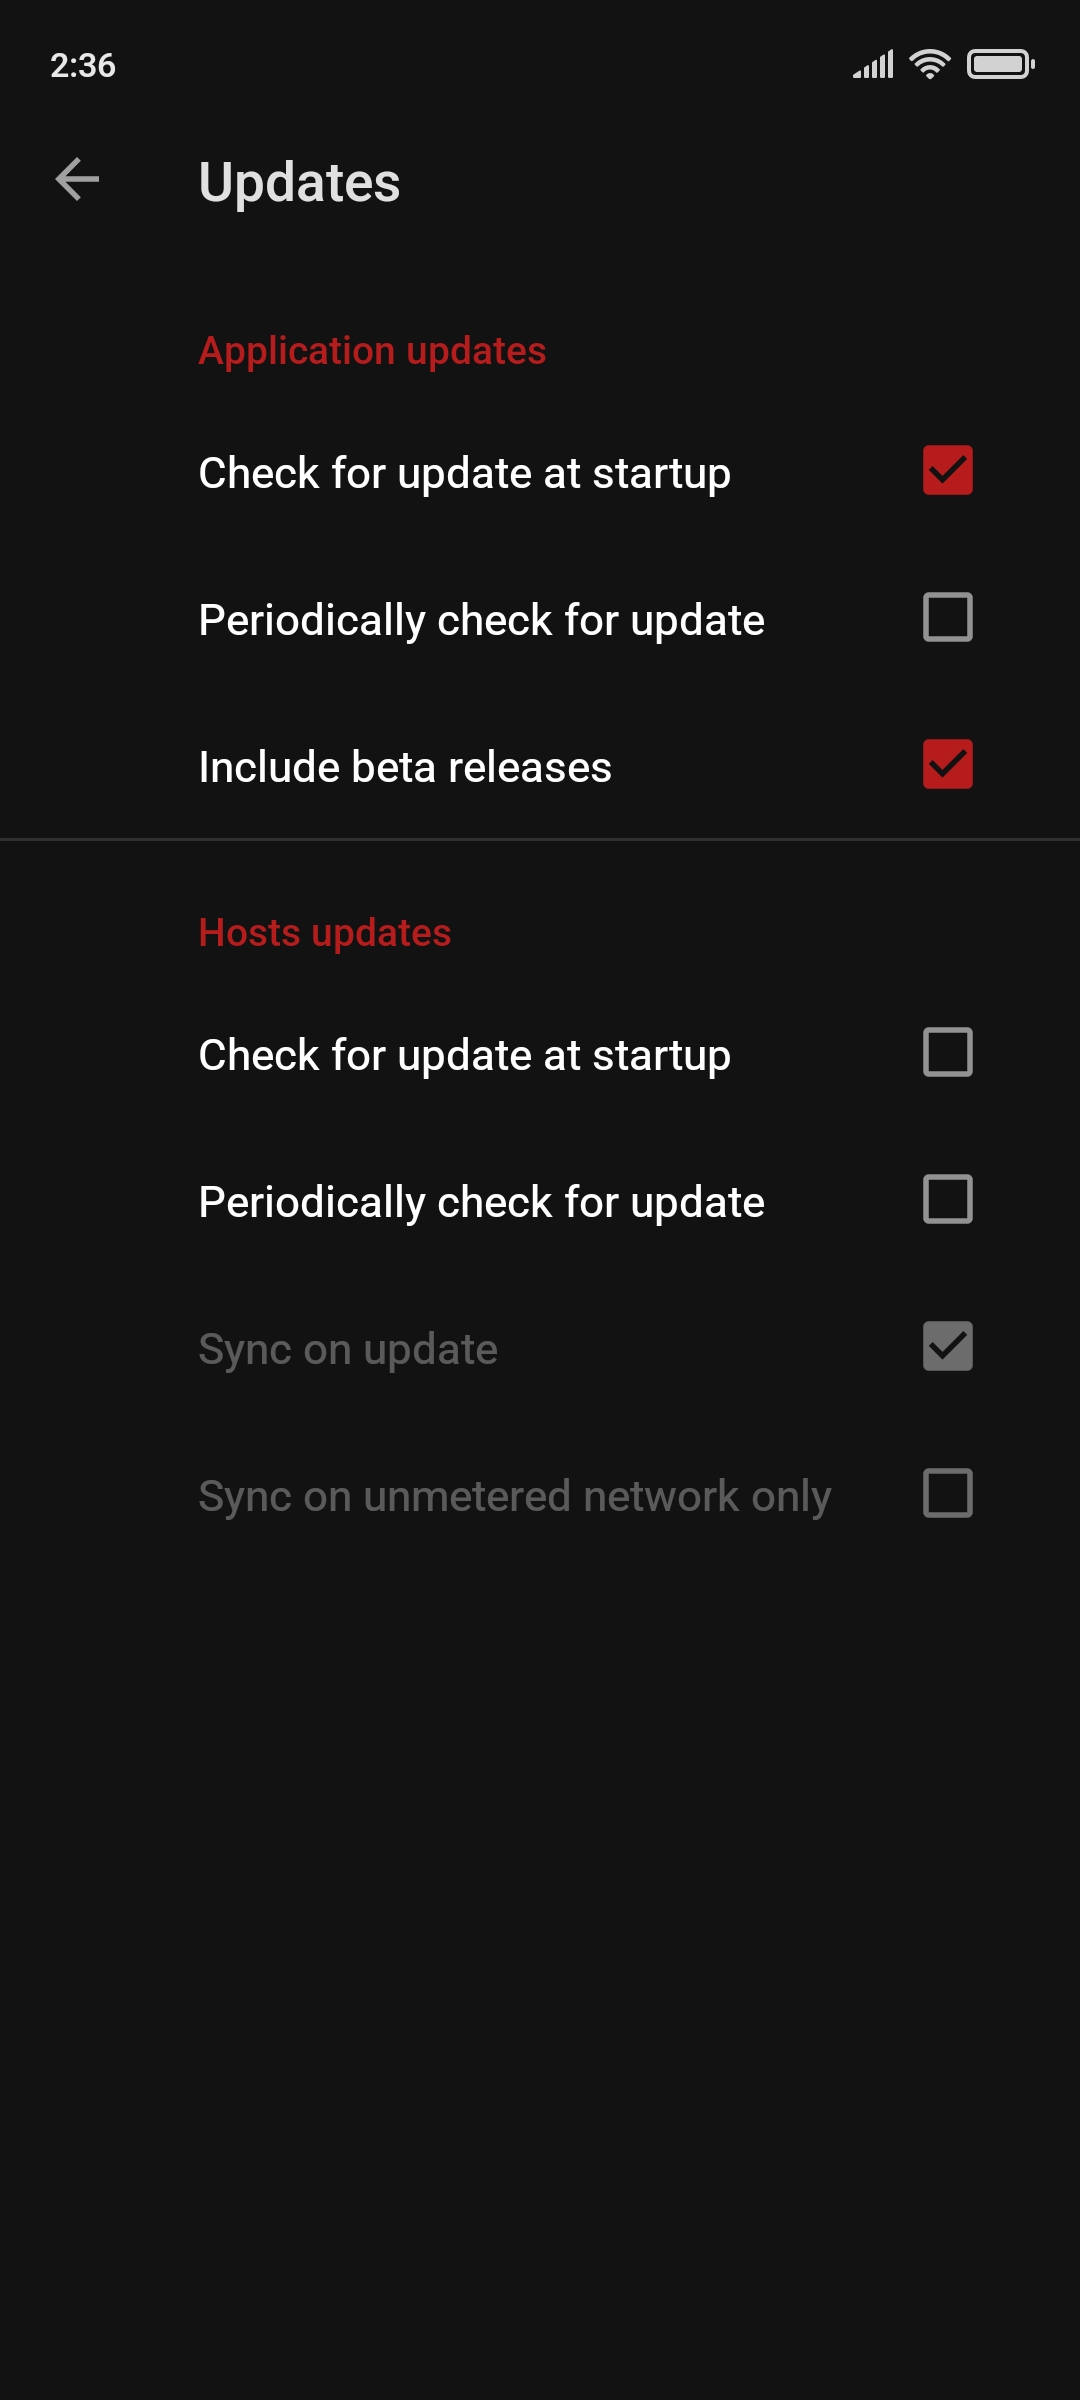 2:36
Updates
Application updates
Check for update at startup
Periodically check for update
Include beta releases
Hosts updates
Check for update at startup
Periodically check for update
Sync on update
Sync on unmetered network only